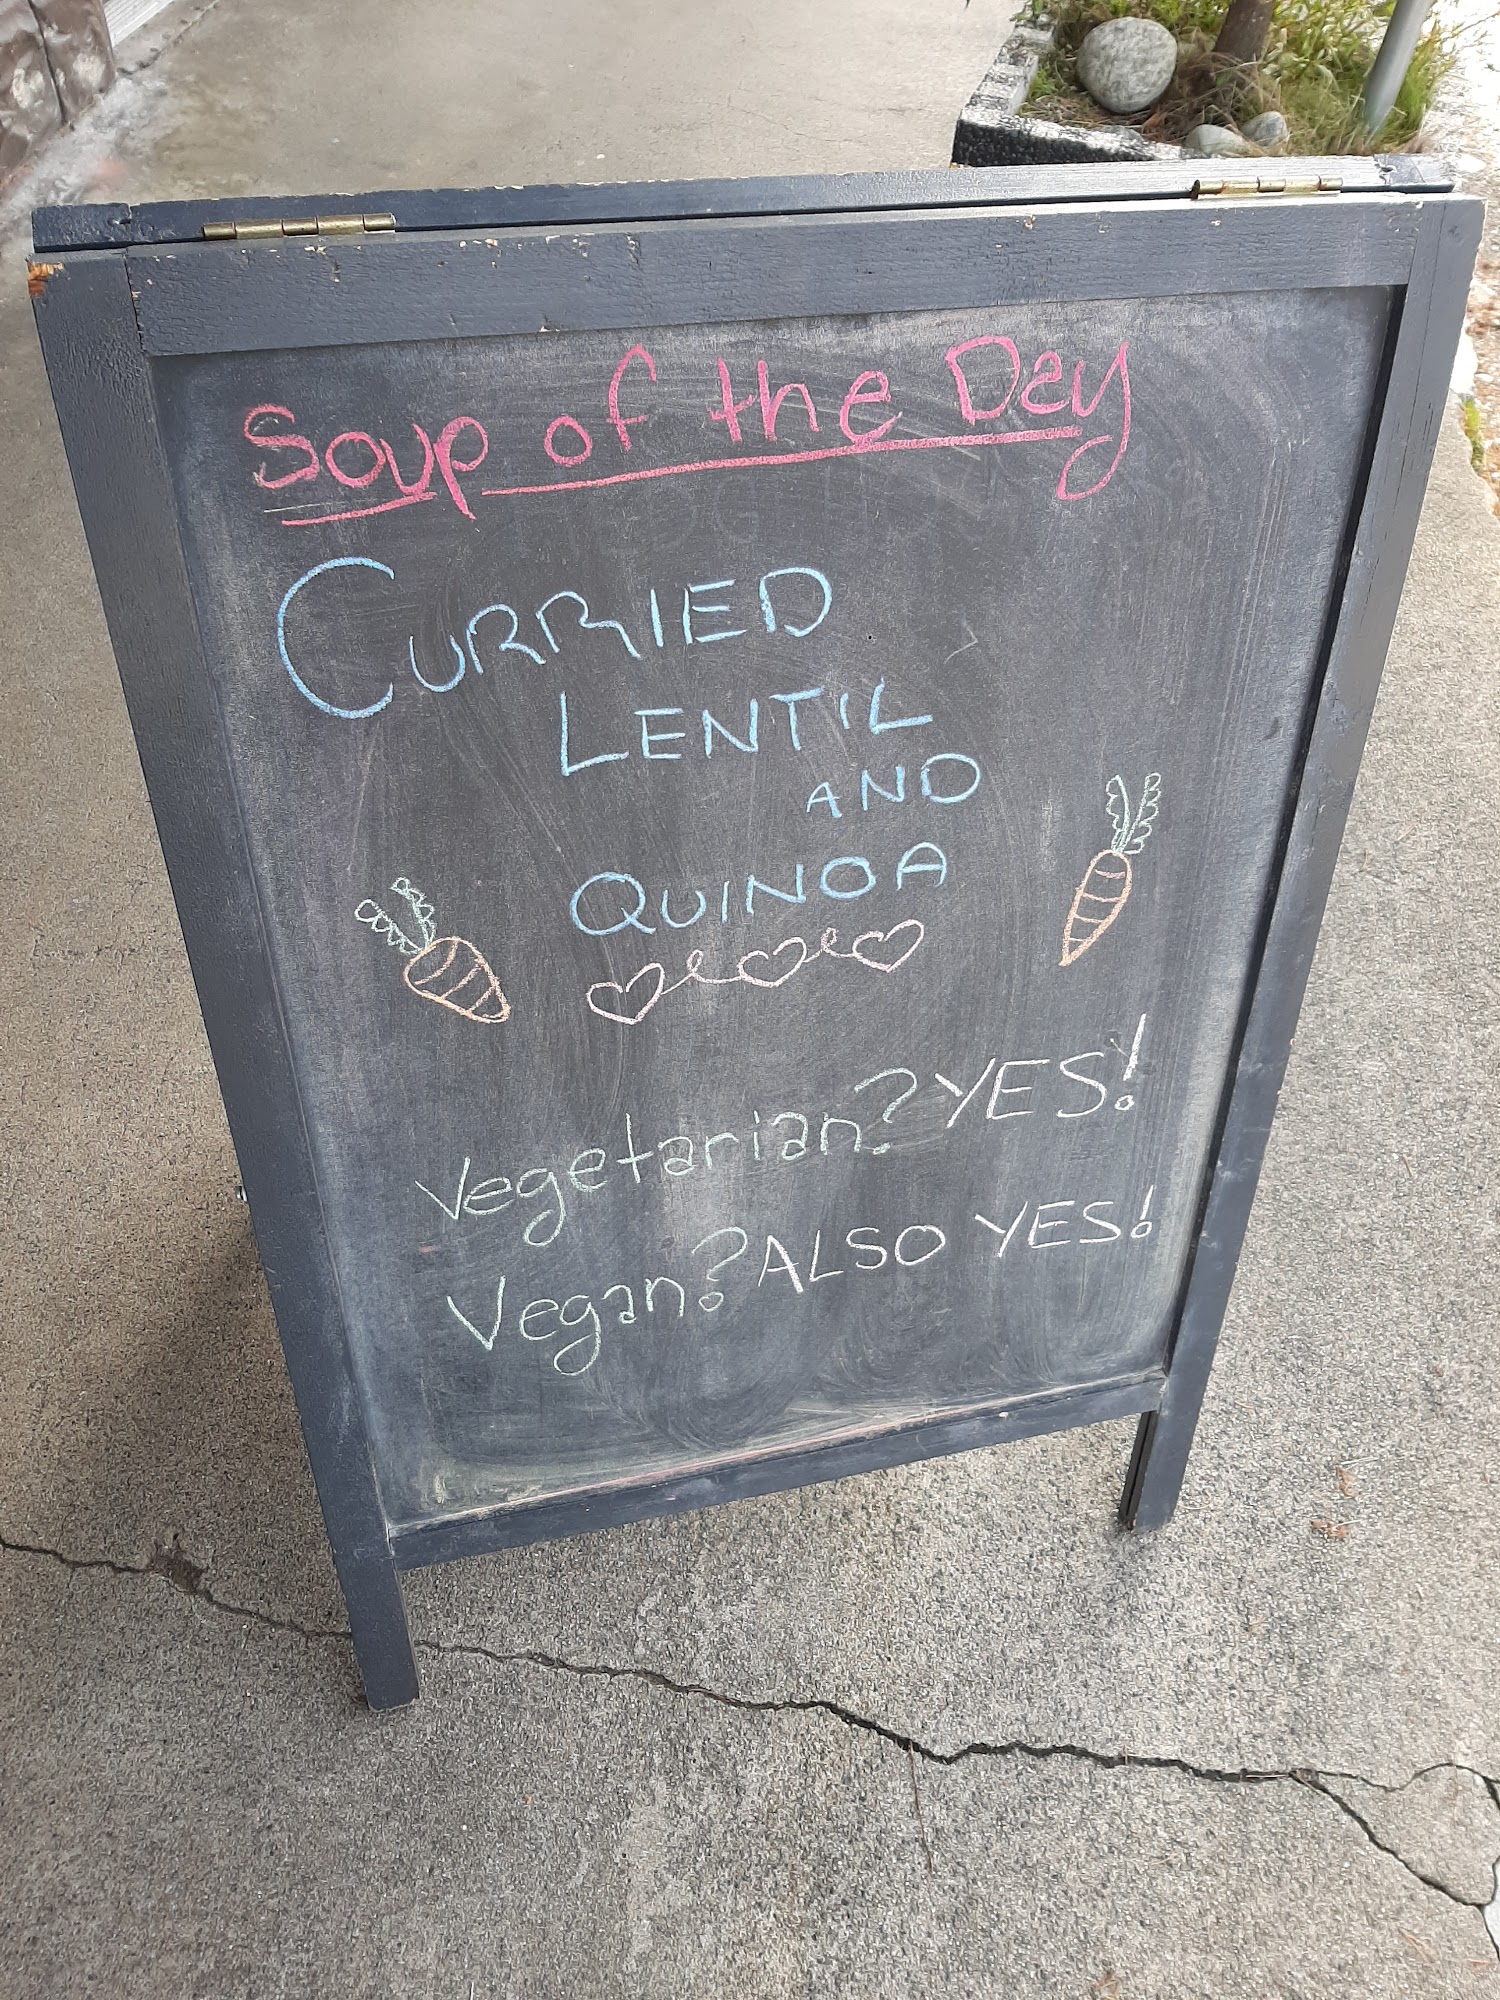 Soup of the Day
CURRIED
LENTIL
AND
QUINOA
Vegetarian? YES!
Vegan? ALSO YES!